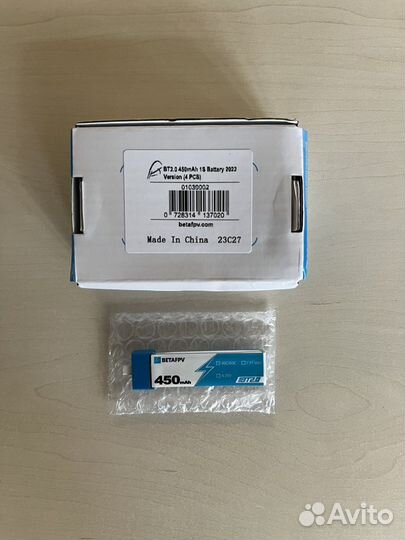 BT2.0 450mAh 1S Battery 2023
Version (4 PCS)
01030002
0 728314 137020
betafpv.com
Made In China 23C27
BETAFPV
450mAh
BT2.0
Avito